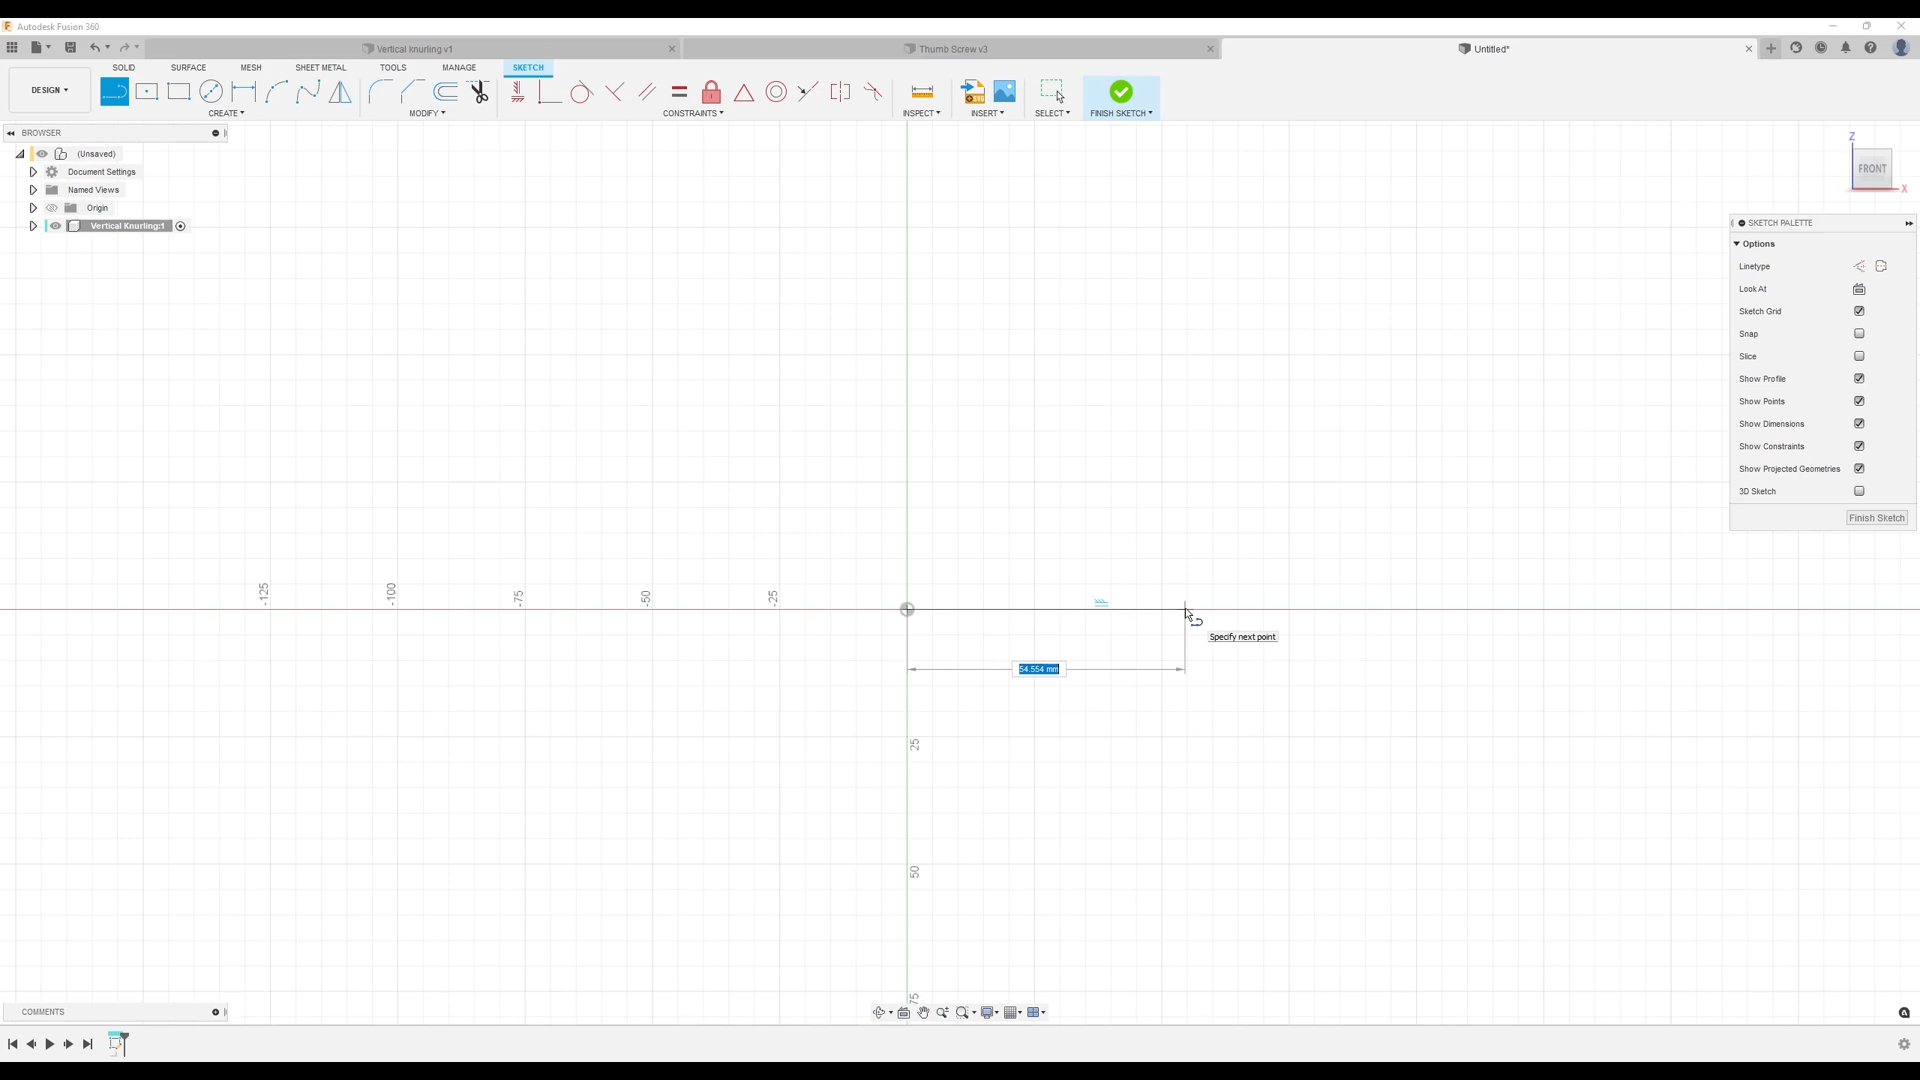 Autodesk Fusion 360
Vertical knurling v1
Thumb Screw v3
Untitled*
DESIGN
SOLID
SURFACE
MESH
SHEET METAL
TOOLS
MANAGE
SKETCH
CREATE
MODIFY
CONSTRAINTS
INSPECT
INSERT
SELECT
FINISH SKETCH
BROWSER
(Unsaved)
Document Settings
Named Views
Origin
Vertical Knurling:1
Z
FRONT
X
SKETCH PALETTE
Options
Linetype
Look At
Sketch Grid
Snap
Slice
Show Profile
Show Points
Show Dimensions
Show Constraints
Show Projected Geometries
3D Sketch
Finish Sketch
-125
-100
-75
-50
-25
Specify next point
54.554 mm
25
50
75
COMMENTS